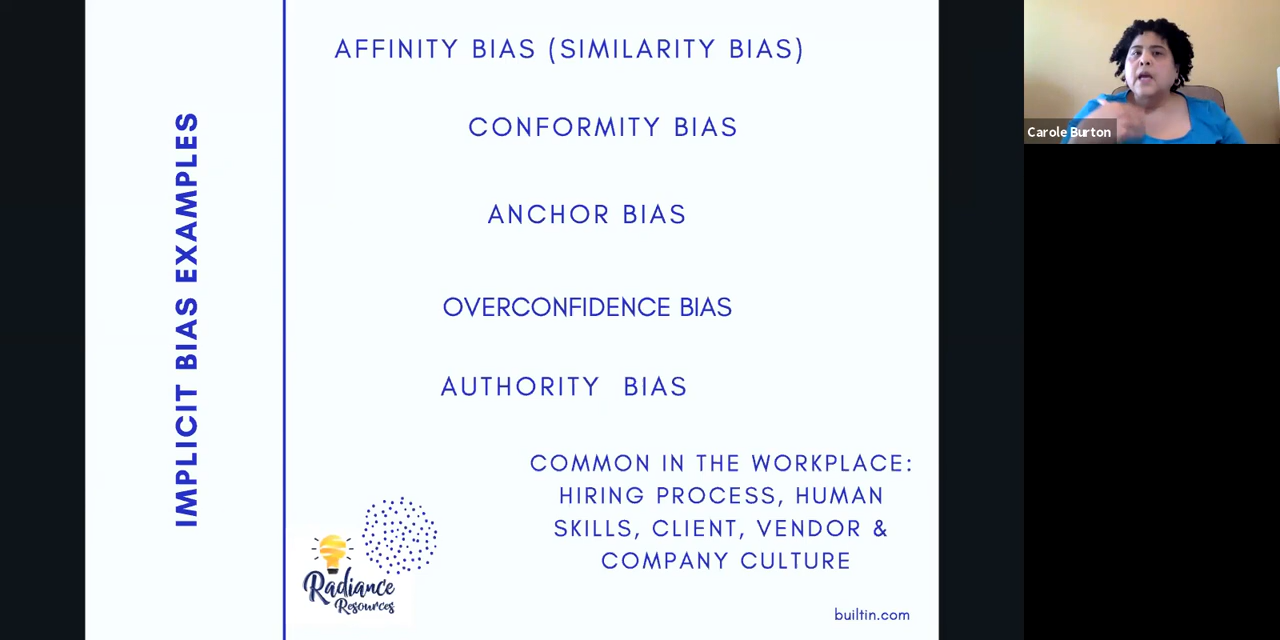 IMPLICIT BIAS EXAMPLES
AFFINITY BIAS (SIMILARITY BIAS)
CONFORMITY BIAS
ANCHOR BIAS
OVERCONFIDENCE BIAS
AUTHORITY BIAS
COMMON IN THE WORKPLACE:
HIRING PROCESS, HUMAN
SKILLS, CLIENT, VENDOR &
COMPANY CULTURE
Radiance
Resources
builtin.com
Carole Burton